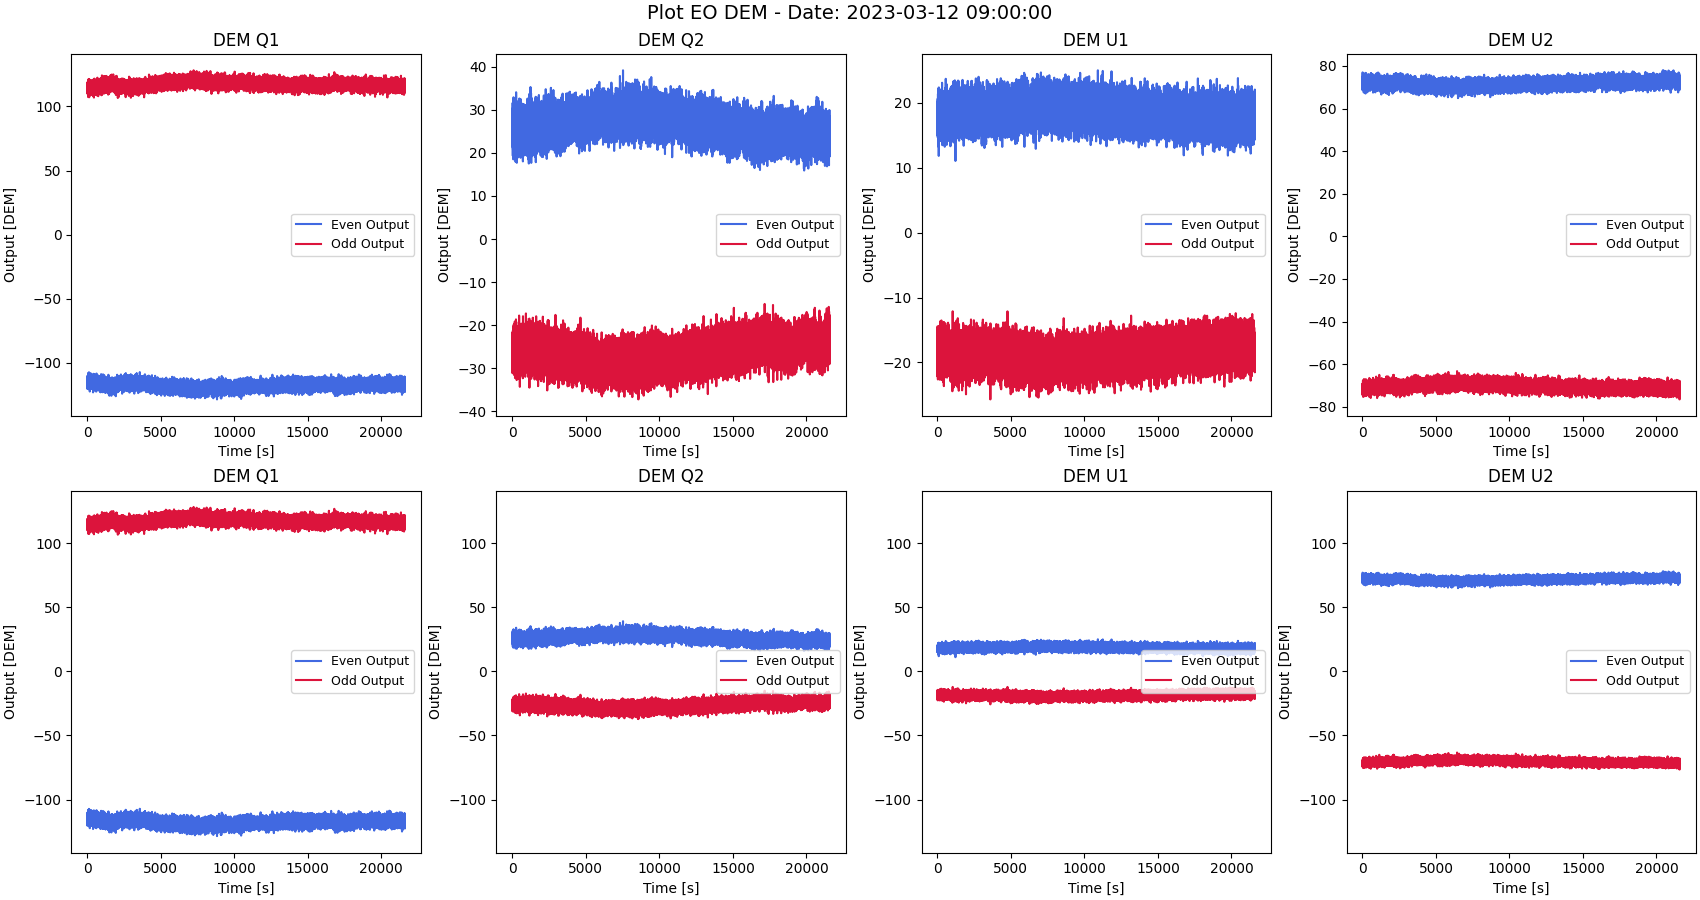 Plot EO DEM - Date: 2023-03-12 09:00:00
DEM Q1
DEM Q2
DEM U1
DEM U2
Output [DEM]
100
50
0
−50
−100
Even Output
Odd Output
0 5000 10000 15000 20000
Time [s]
Output [DEM]
40
30
20
10
0
−10
−20
−30
−40
Even Output
Odd Output
0 5000 10000 15000 20000
Time [s]
Output [DEM]
20
10
0
−10
−20
Even Output
Odd Output
0 5000 10000 15000 20000
Time [s]
Output [DEM]
80
60
40
20
0
−20
−40
−60
−80
Even Output
Odd Output
0 5000 10000 15000 20000
Time [s]
DEM Q1
DEM Q2
DEM U1
DEM U2
Output [DEM]
100
50
0
−50
−100
Even Output
Odd Output
0 5000 10000 15000 20000
Time [s]
Output [DEM]
100
50
0
−50
−100
Even Output
Odd Output
0 5000 10000 15000 20000
Time [s]
Output [DEM]
100
50
0
−50
−100
Even Output
Odd Output
0 5000 10000 15000 20000
Time [s]
Output [DEM]
100
50
0
−50
−100
Even Output
Odd Output
0 5000 10000 15000 20000
Time [s]